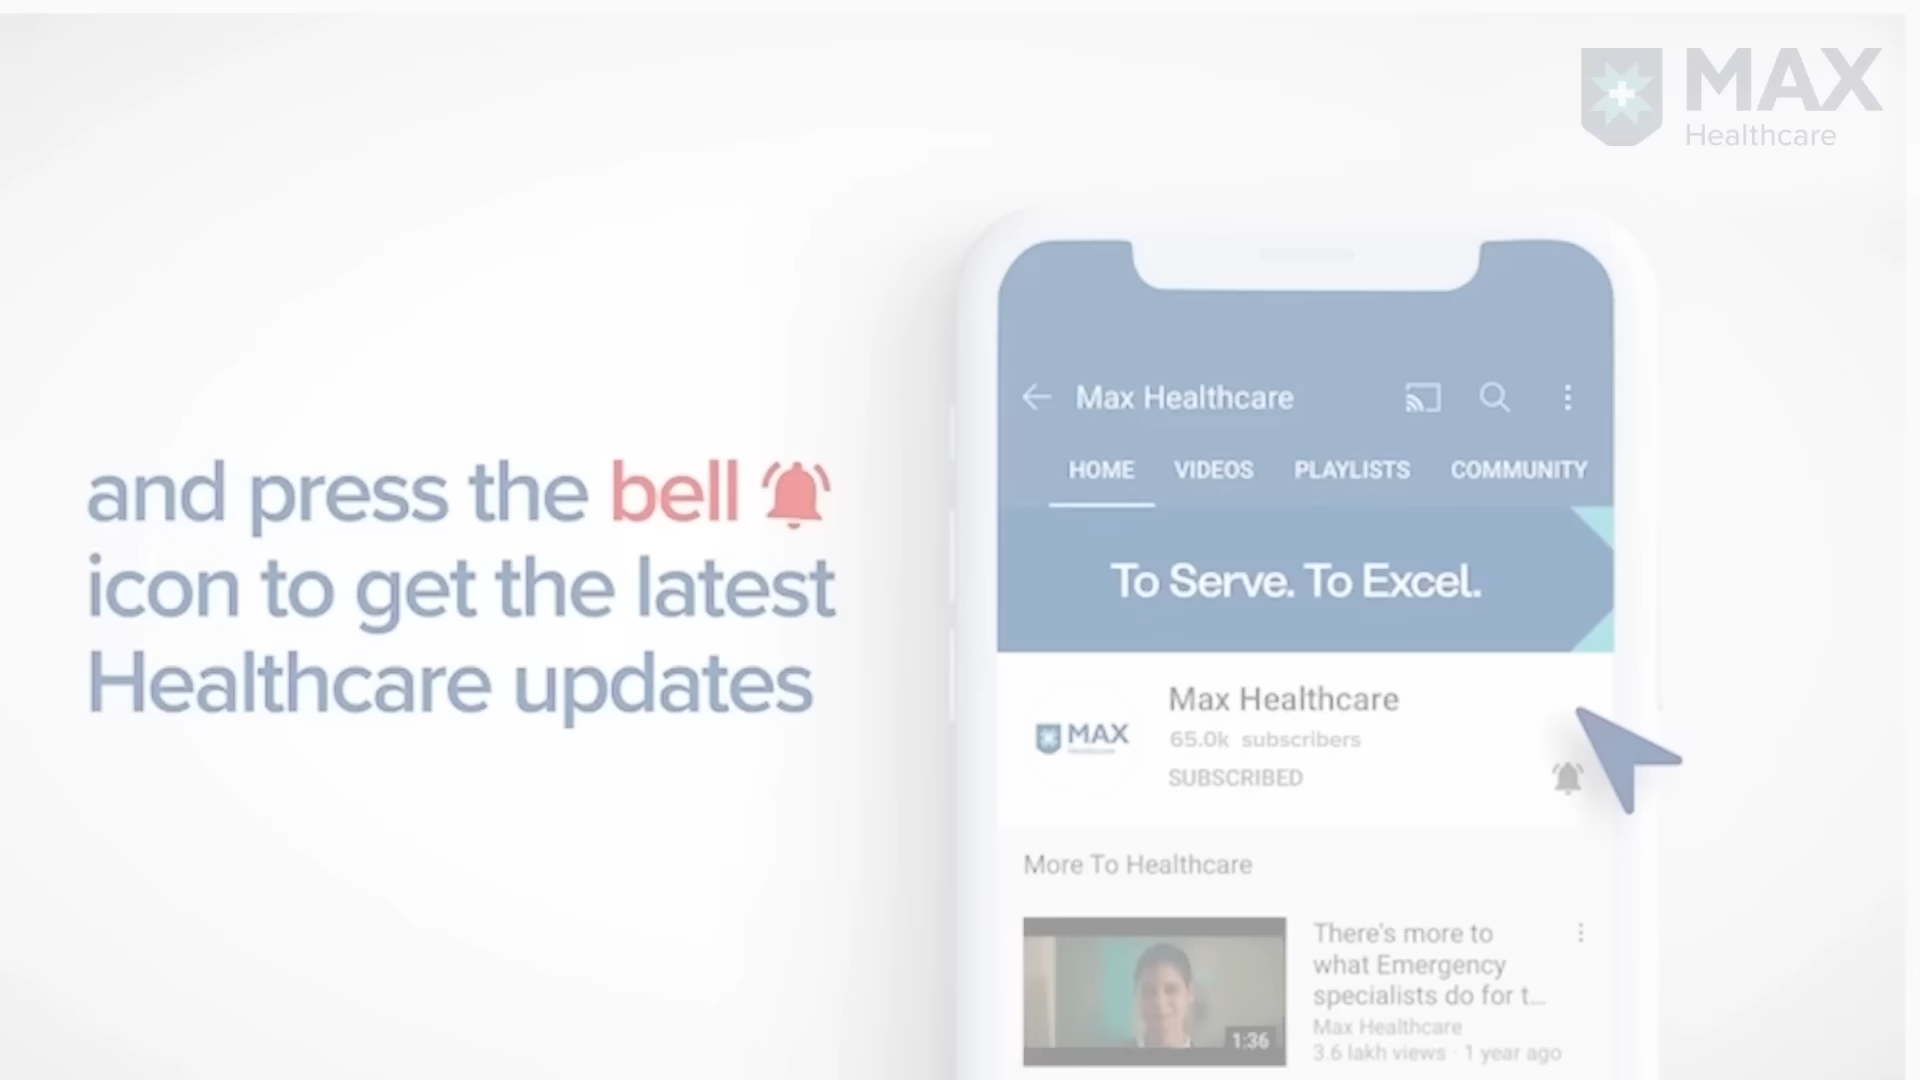 MAX
Healthcare
and press the bell
icon to get the latest
Healthcare updates
Max Healthcare
HOME VIDEOS PLAYLISTS COMMUNITY
To Serve. To Excel.
MAX
Max Healthcare
65.0k subscribers
SUBSCRIBED
More To Healthcare
1:36
There's more to
what Emergency
specialists do for t...
Max Healthcare
3.6 lakh views · 1 year ago